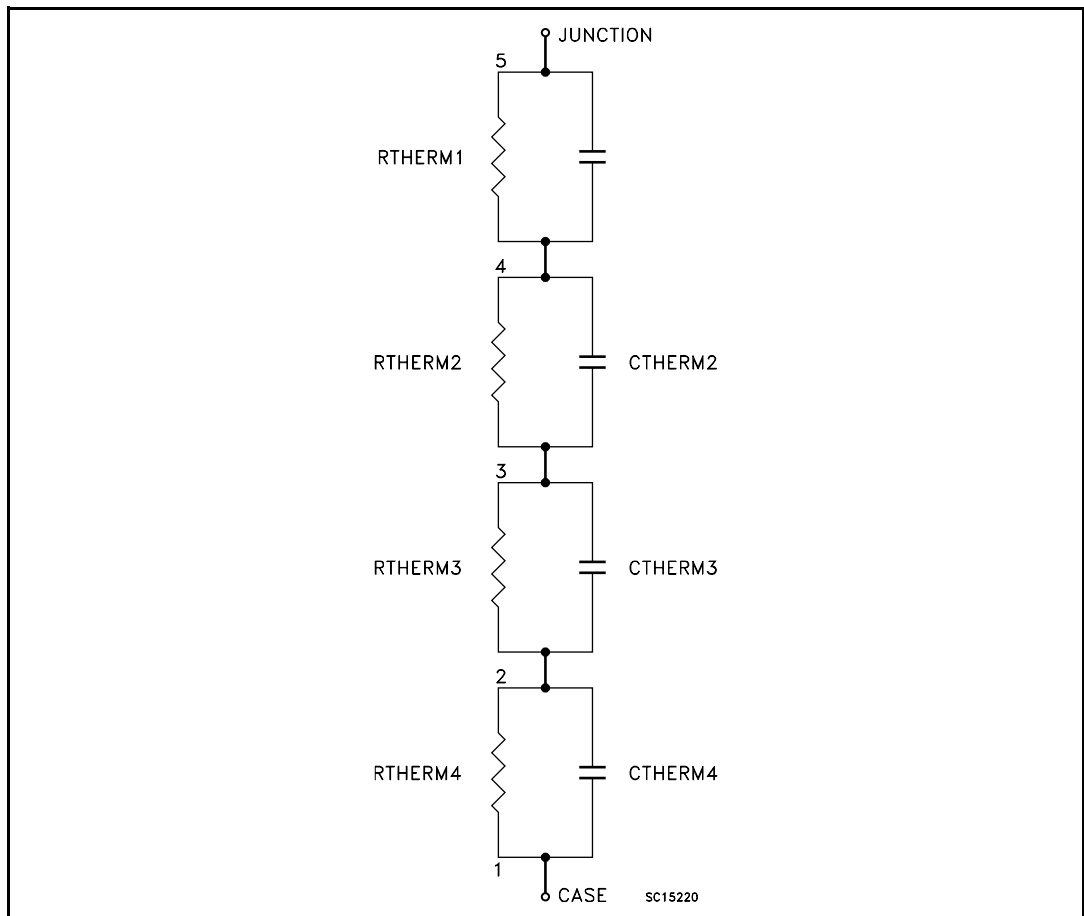 JUNCTION
5
RTHERM1
4
RTHERM2 CTHERM2
3
RTHERM3 CTHERM3
2
RTHERM4 CTHERM4
1
CASE SC15220